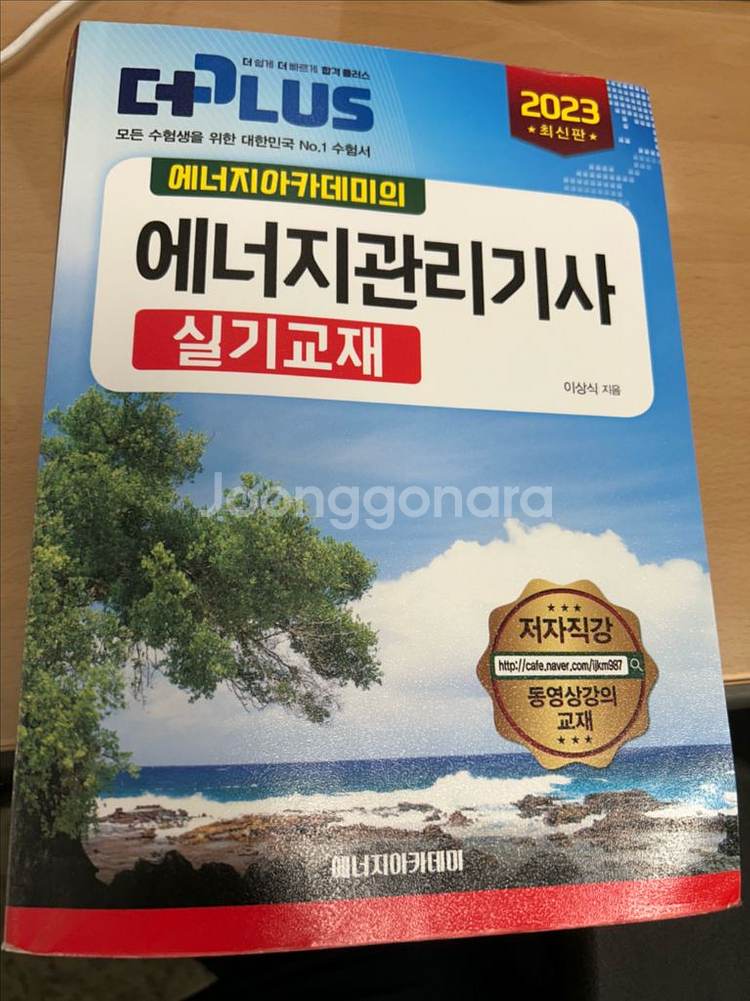 더 쉽게 더 빠르게 합격 플러스
더PLUS
모든 수험생을 위한 대한민국 No.1 수험서
2023
★최신판★
에너지아카데미의
에너지관리기사
실기교재
이상식 지음
Joonggonara
★★★
저자직강
http://cafe.naver.com/ijkm987
동영상강의
교재
★★★
에너지아카데미